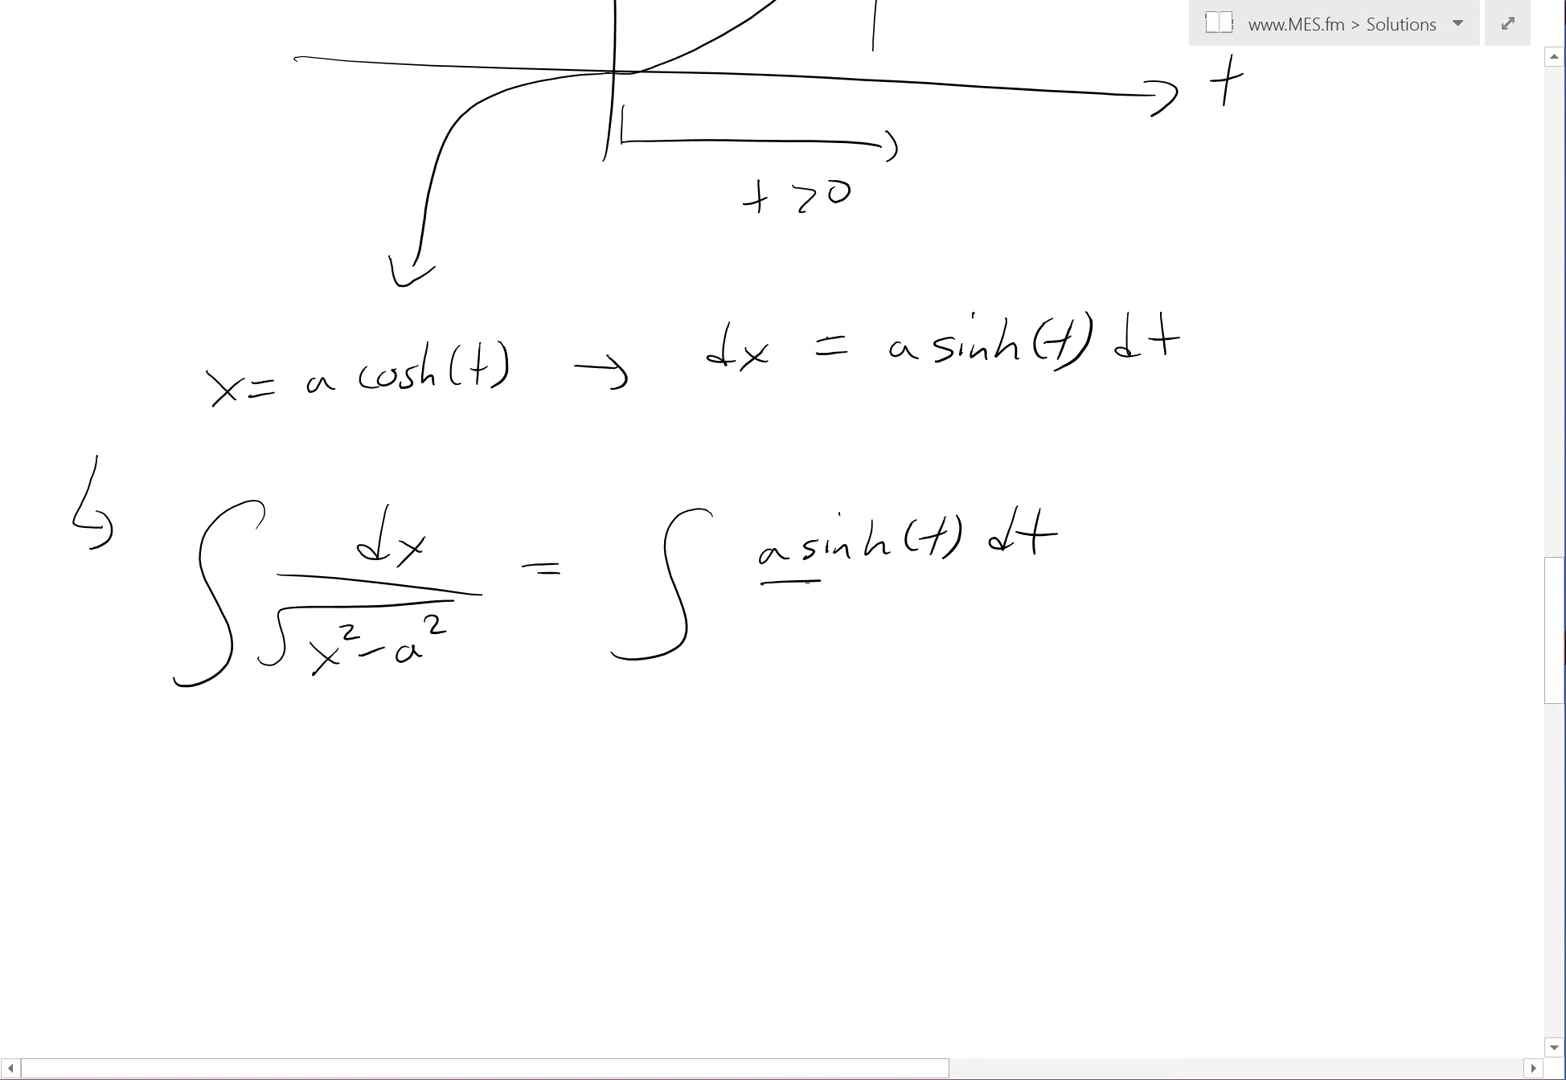 www.MES.fm > Solutions
t
t > 0
x = a cosh(t) → dx = a sinh(t) dt
↳ ∫ dx / √(x² - a²) = ∫ a sinh(t) dt